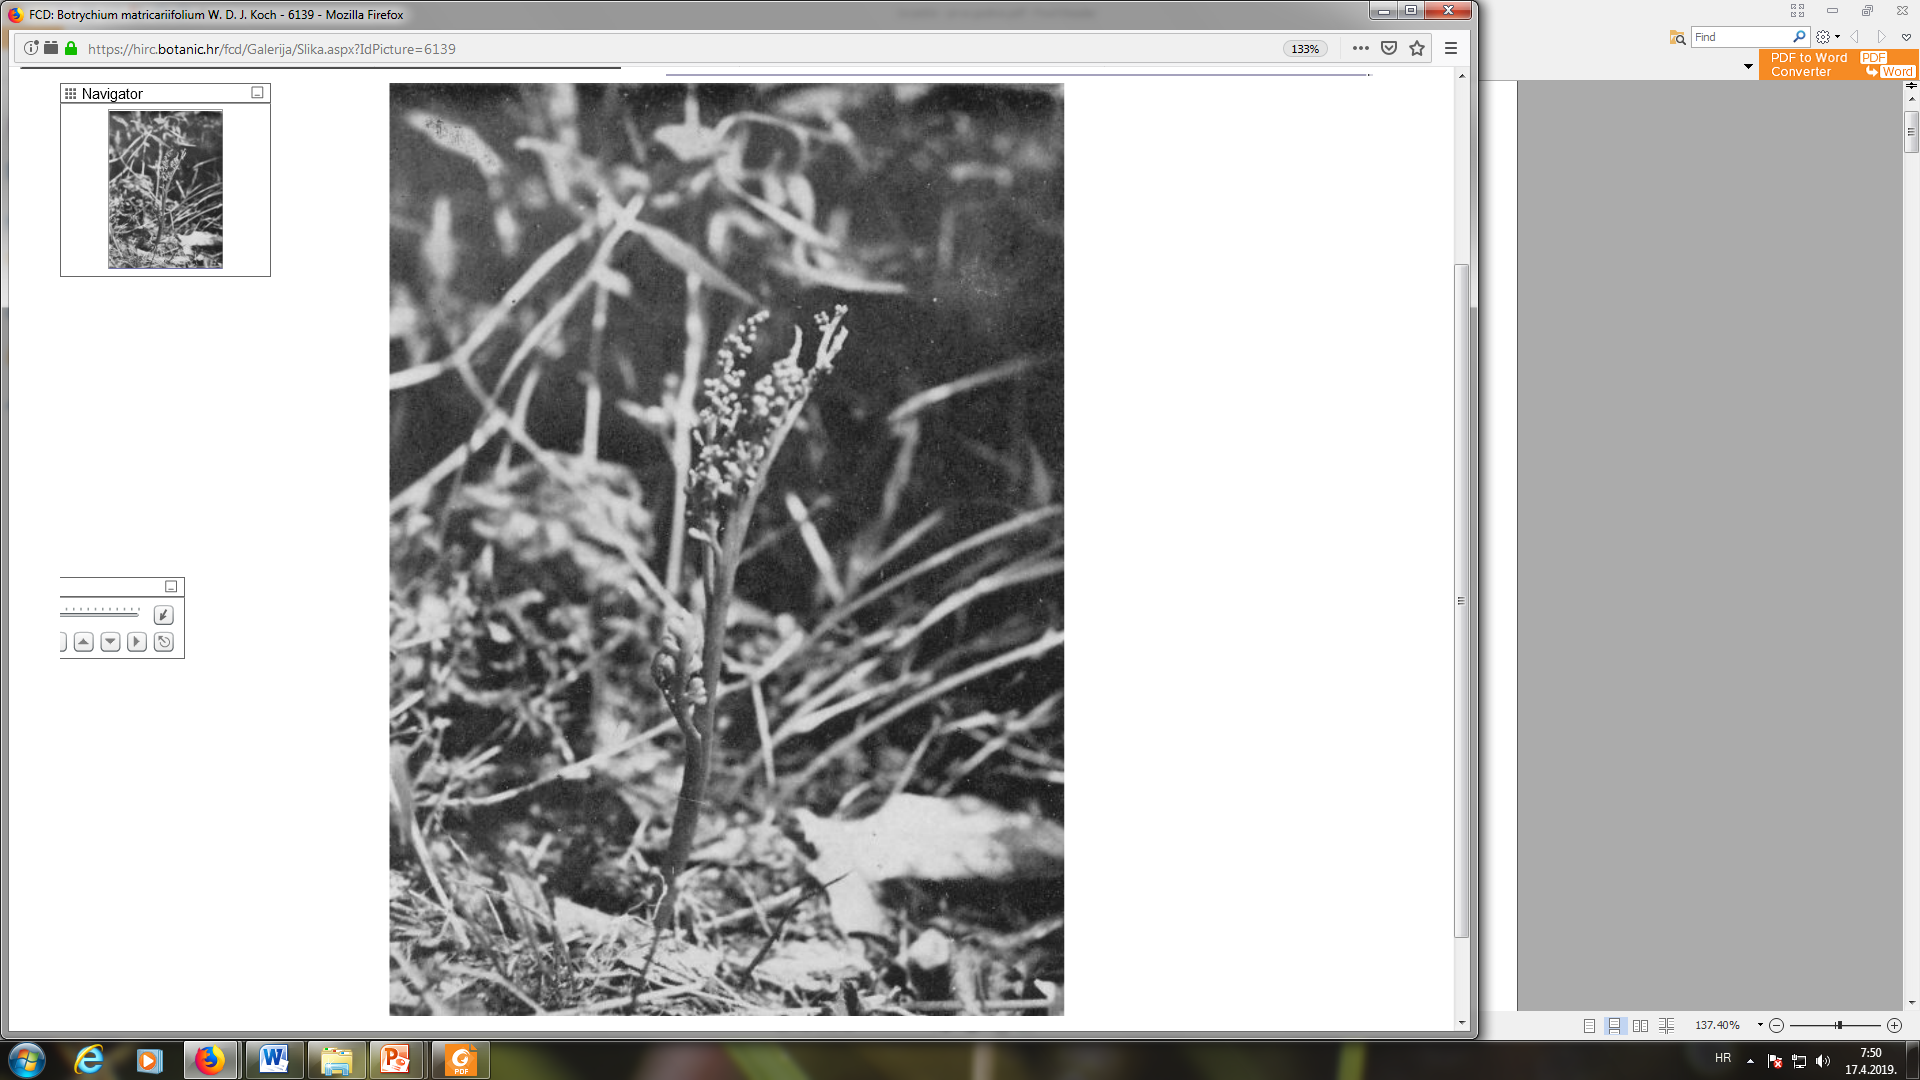 FCD: Botrychium matricariifolium W. D. J. Koch - 6139 - Mozilla Firefox
https://hirc.botanic.hr/fcd/Galerija/Slika.aspx?IdPicture=6139
133%
Navigator
Find
PDF to Word
Converter
PDF
Word
137.40%
HR
7:50
17.4.2019.
PDF